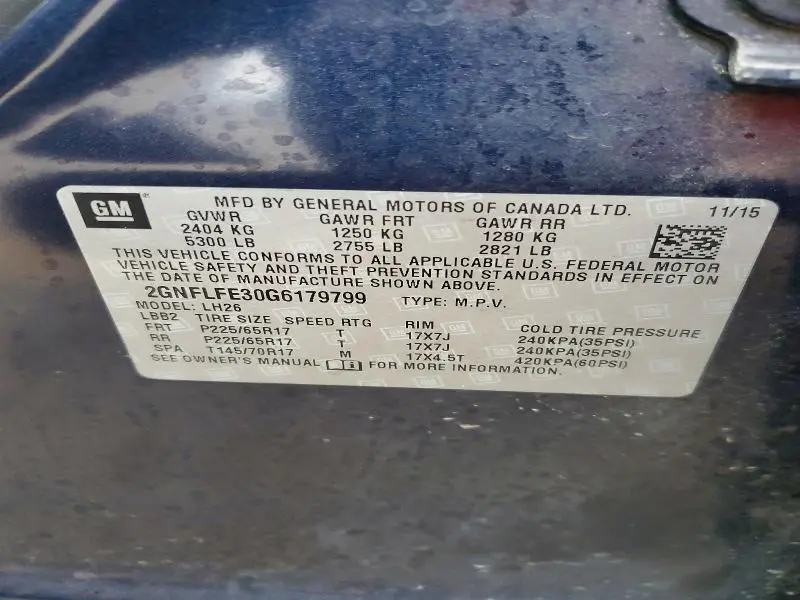 GM MFD BY GENERAL MOTORS OF CANADA LTD. 11/15
GVWR GAWR FRT GAWR RR
2404 KG 1250 KG 1280 KG
5300 LB 2755 LB 2821 LB
THIS VEHICLE CONFORMS TO ALL APPLICABLE U.S. FEDERAL MOTOR
VEHICLE SAFETY AND THEFT PREVENTION STANDARDS IN EFFECT ON
THE DATE OF MANUFACTURE SHOWN ABOVE.
2GNFLFE30G6179799 TYPE: M.P.V.
MODEL: LH26
LBB2 TIRE SIZE SPEED RTG RIM COLD TIRE PRESSURE
FRT P225/65R17 T 17X7J 240KPA(35PSI)
RR P225/65R17 T 17X7J 240KPA(35PSI)
SPA T145/70R17 M 17X4.5T 420KPA(60PSI)
SEE OWNER'S MANUAL FOR MORE INFORMATION.